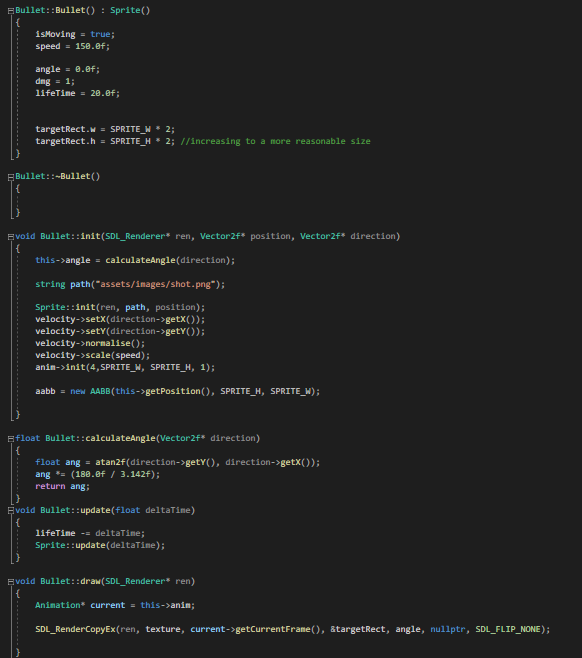 Bullet::Bullet() : Sprite()
{
isMoving = true;
speed = 150.0f;
angle = 0.0f;
dmg = 1;
lifeTime = 20.0f;
targetRect.w = SPRITE_W * 2;
targetRect.h = SPRITE_H * 2; //increasing to a more reasonable size
}
Bullet::~Bullet()
{
}
void Bullet::init(SDL_Renderer* ren, Vector2f* position, Vector2f* direction)
{
this->angle = calculateAngle(direction);
string path("assets/images/shot.png");
Sprite::init(ren, path, position);
velocity->setX(direction->getX());
velocity->setY(direction->getY());
velocity->normalise();
velocity->scale(speed);
anim->init(4,SPRITE_W, SPRITE_H, 1);
aabb = new AABB(this->getPosition(), SPRITE_H, SPRITE_W);
}
float Bullet::calculateAngle(Vector2f* direction)
{
float ang = atan2f(direction->getY(), direction->getX());
ang *= (180.0f / 3.142f);
return ang;
}
void Bullet::update(float deltaTime)
{
lifeTime -= deltaTime;
Sprite::update(deltaTime);
}
void Bullet::draw(SDL_Renderer* ren)
{
Animation* current = this->anim;
SDL_RenderCopyEx(ren, texture, current->getCurrentFrame(), &targetRect, angle, nullptr, SDL_FLIP_NONE);
}